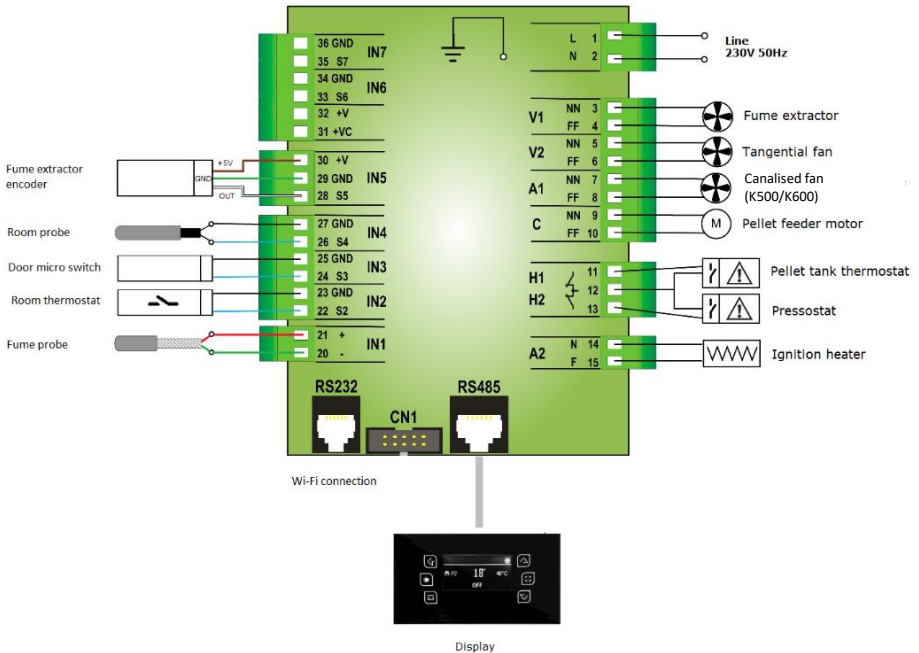 36 GND
IN7
35 S7
34 GND
IN6
33 S6
32 +V
31 +VC
Fume extractor
encoder
+5V
GND
OUT
30 +V
29 GND
IN5
28 S5
Room probe
27 GND
IN4
26 S4
Door micro switch
25 GND
IN3
24 S3
Room thermostat
23 GND
IN2
22 S2
Fume probe
21 +
IN1
20 -
L 1
N 2
Line
230V 50Hz
V1
NN 3
FF 4
Fume extractor
V2
NN 5
FF 6
Tangential fan
A1
NN 7
FF 8
Canalised fan
(K500/K600)
C
NN 9
FF 10
M
Pellet feeder motor
H1
11
Pellet tank thermostat
12
H2
13
Pressostat
A2
N 14
F 15
Ignition heater
RS232
CN1
RS485
Wi-Fi connection
P2
18°
48°C
OFF
Display